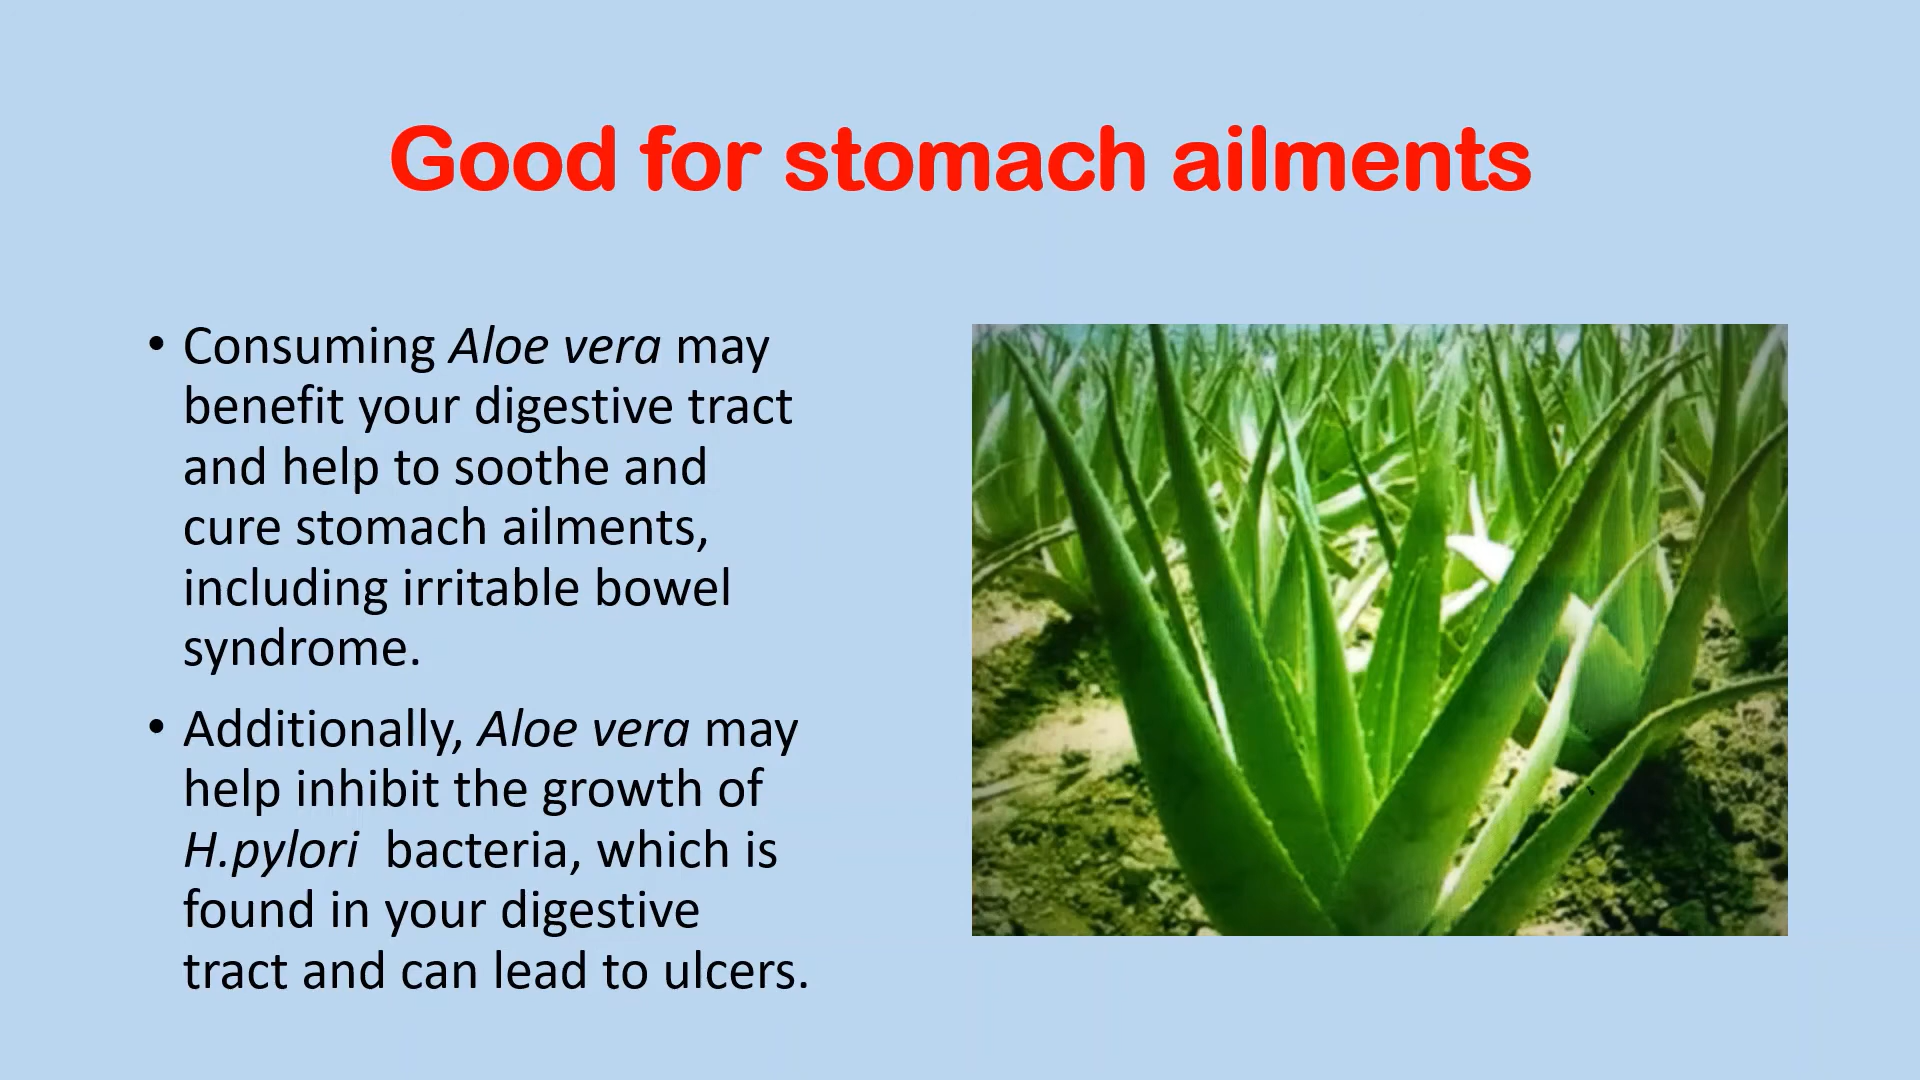 Good for stomach ailments
• Consuming Aloe vera may
benefit your digestive tract
and help to soothe and
cure stomach ailments,
including irritable bowel
syndrome.
• Additionally, Aloe vera may
help inhibit the growth of
H.pylori  bacteria, which is
found in your digestive
tract and can lead to ulcers.